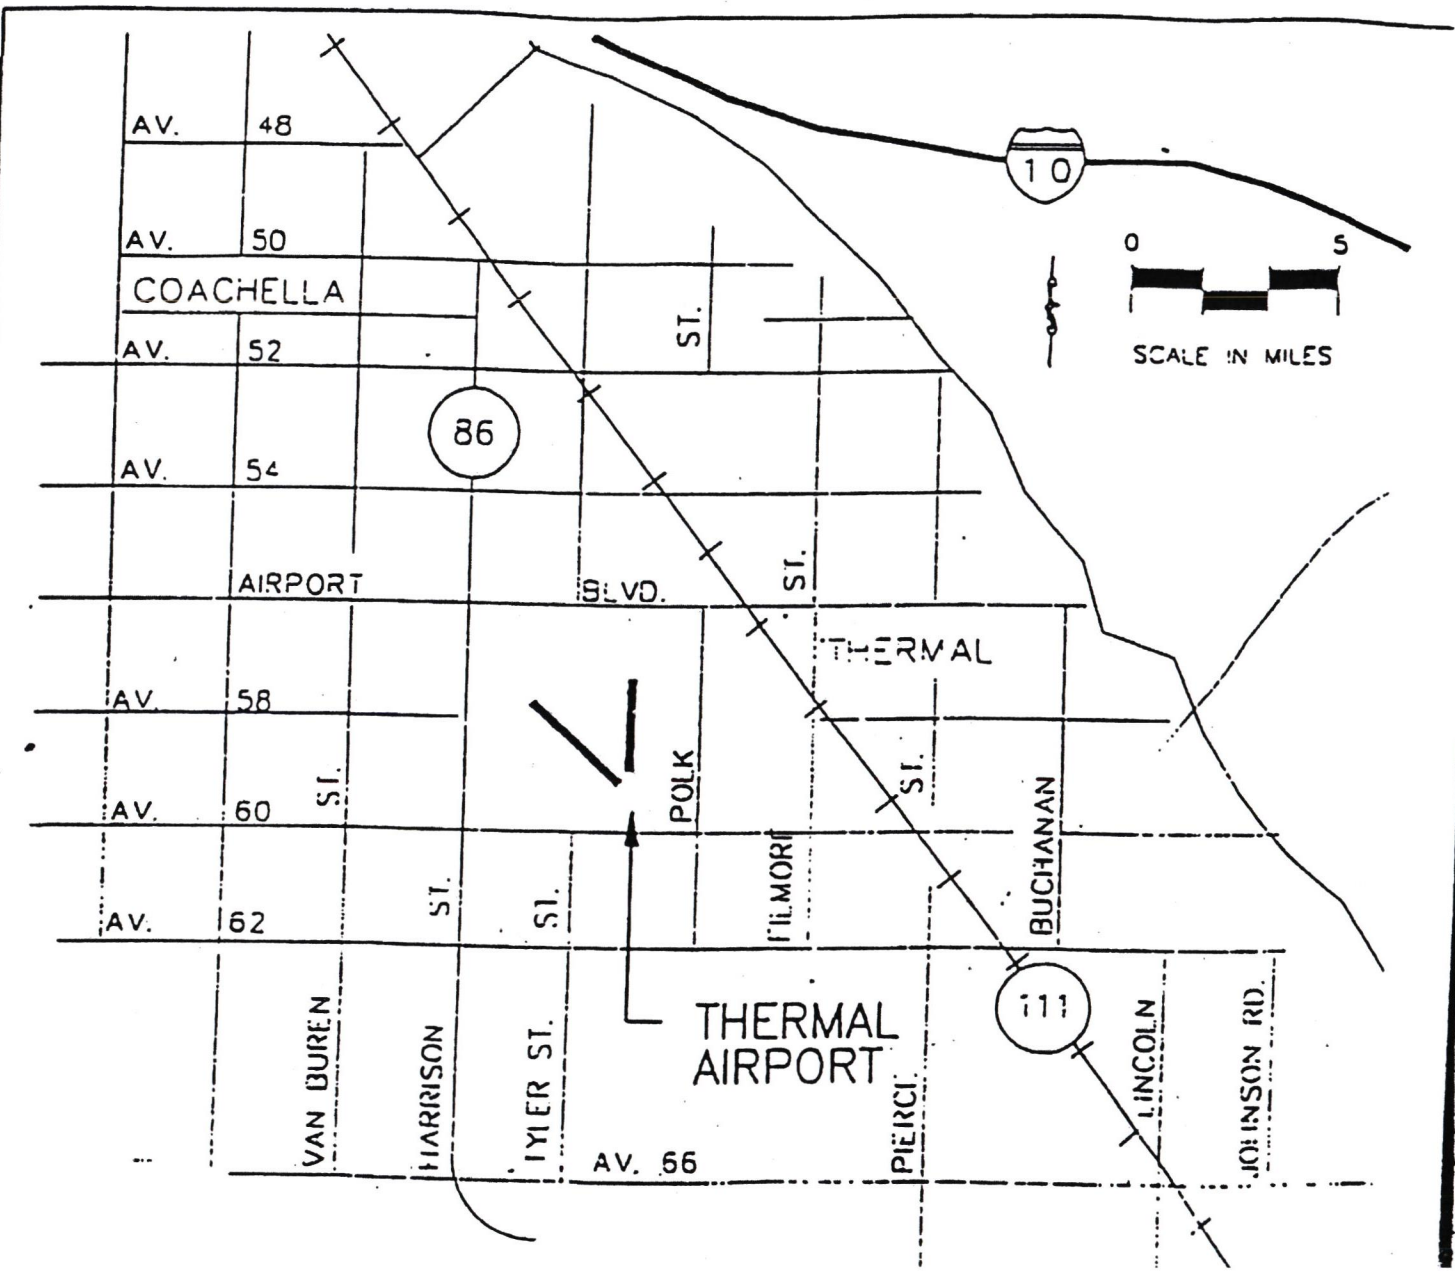 AV. 48
10
AV. 50
0 5
COACHELLA
ST.
AV. 52
SCALE IN MILES
86
AV. 54
AIRPORT BLVD.
ST.
THERMAL
AV. 58
ST.
POLK
ST.
BUCHANAN
AV. 60
FILMORE
ST.
ST.
AV. 62
THERMAL
AIRPORT
111
VAN BUREN
HARRISON
TYLER ST.
PIERCE
LINCOLN
JOHNSON RD.
AV. 66